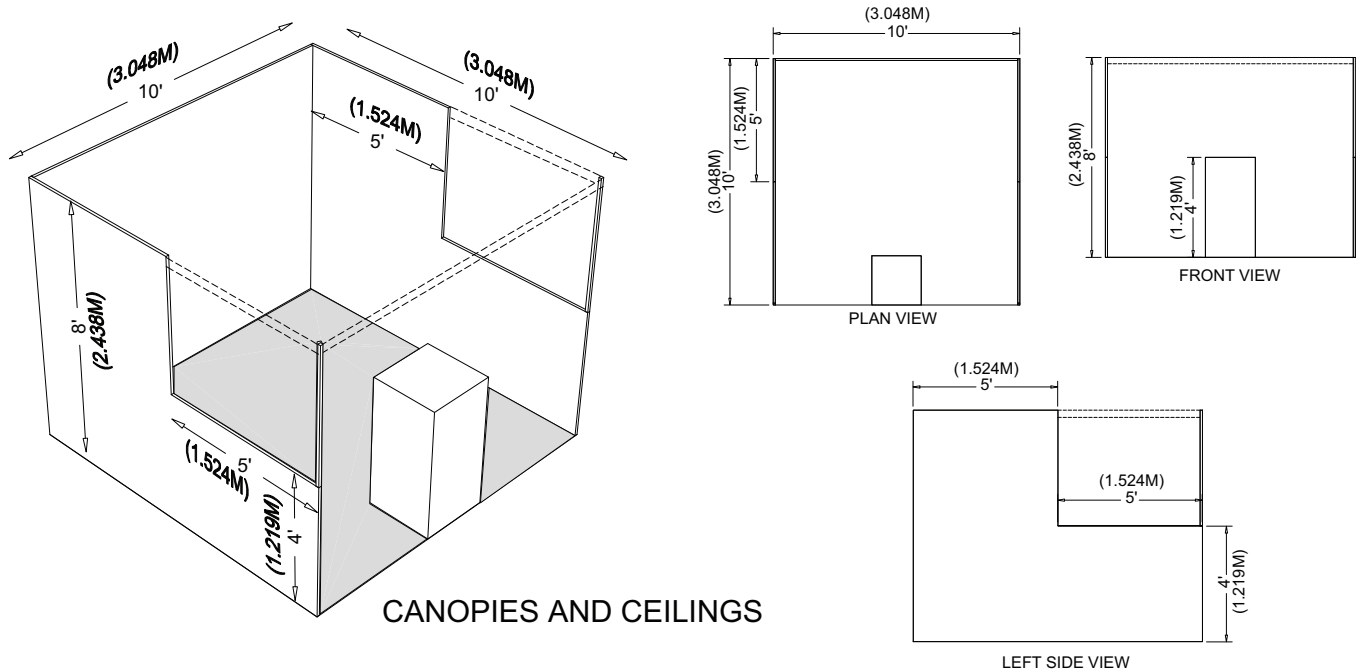 (3.048M)
10'
(3.048M)
10'
(1.524M)
5'
8'
(2.438M)
5'
(1.524M)
4'
(1.219M)
CANOPIES AND CEILINGS
(3.048M)
10'
(1.524M)
5'
(3.048M)
10'
PLAN VIEW
(2.438M)
8'
(1.219M)
4'
FRONT VIEW
(1.524M)
5'
(1.524M)
5'
4'
(1.219M)
LEFT SIDE VIEW